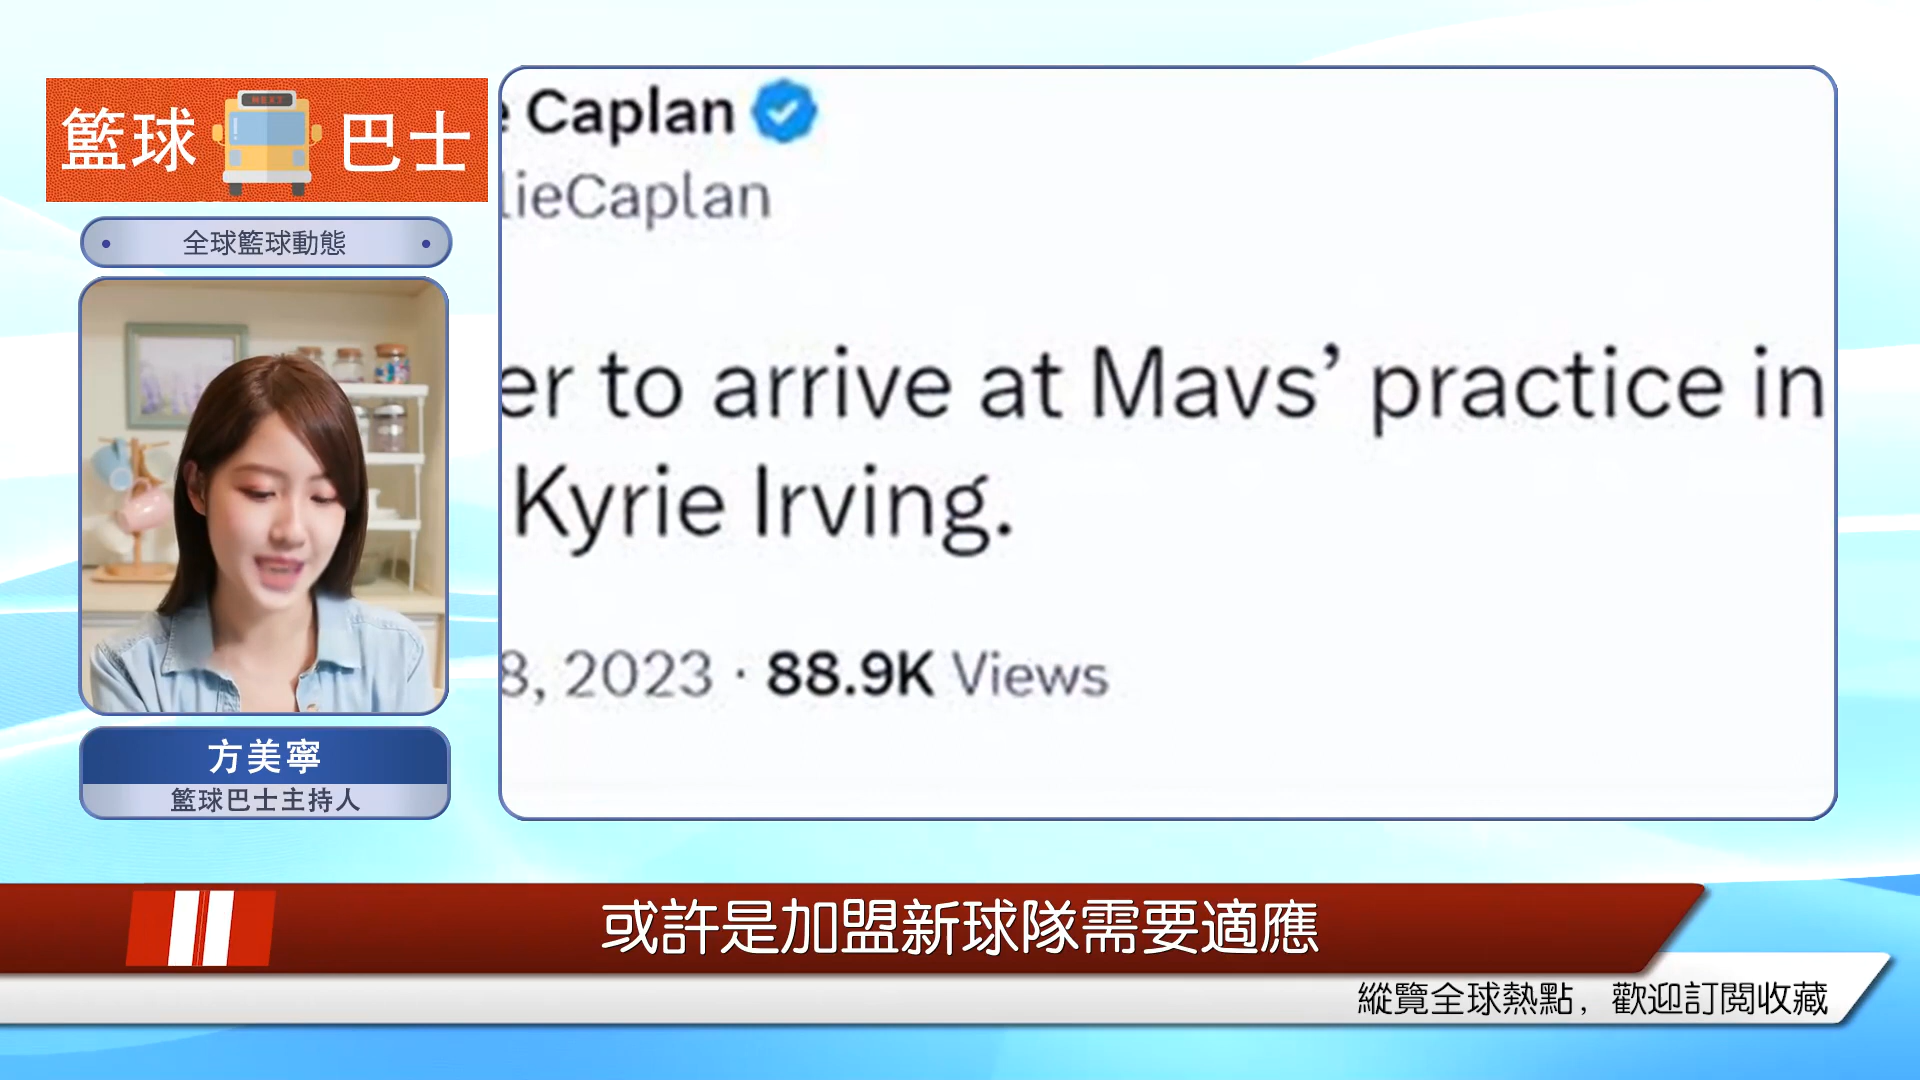 籃球 巴士
全球籃球動態
方美寧
籃球巴士主持人
Caplan
lieCaplan
er to arrive at Mavs’ practice in
Kyrie Irving.
8, 2023 · 88.9K Views
或許是加盟新球隊需要適應
縱覽全球熱點，歡迎訂閱收藏